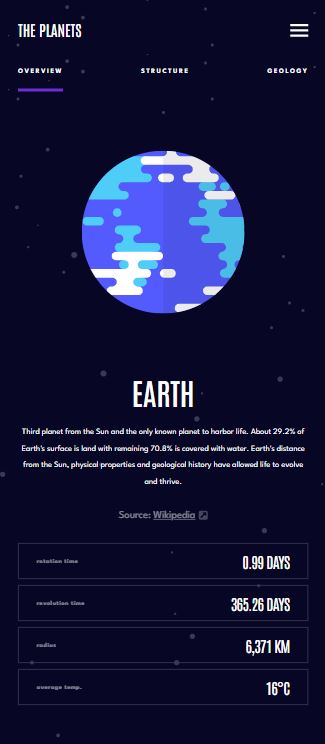 THE PLANETS
OVERVIEW STRUCTURE GEOLOGY
EARTH
Third planet from the Sun and the only known planet to harbor life. About 29.2% of
Earth's surface is land with remaining 70.8% is covered with water. Earth's distance
from the Sun, physical properties and geological history have allowed life to evolve
and thrive.
Source: Wikipedia
rotation time 0.99 DAYS
revolution time 365.26 DAYS
radius 6,371 KM
average temp. 16°C